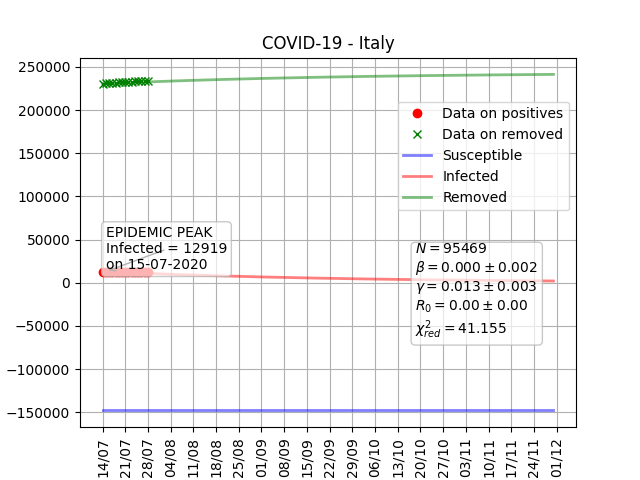 COVID-19 - Italy
250000
200000
150000
100000
50000
0
−50000
−100000
−150000
Data on positives
Data on removed
Susceptible
Infected
Removed
EPIDEMIC PEAK
Infected = 12919
on 15-07-2020
N = 95469
β = 0.000 ± 0.002
γ = 0.013 ± 0.003
R₀ = 0.00 ± 0.00
χ²_red = 41.155
14/07
21/07
28/07
04/08
11/08
18/08
25/08
01/09
08/09
15/09
22/09
29/09
06/10
13/10
20/10
27/10
03/11
10/11
17/11
24/11
01/12